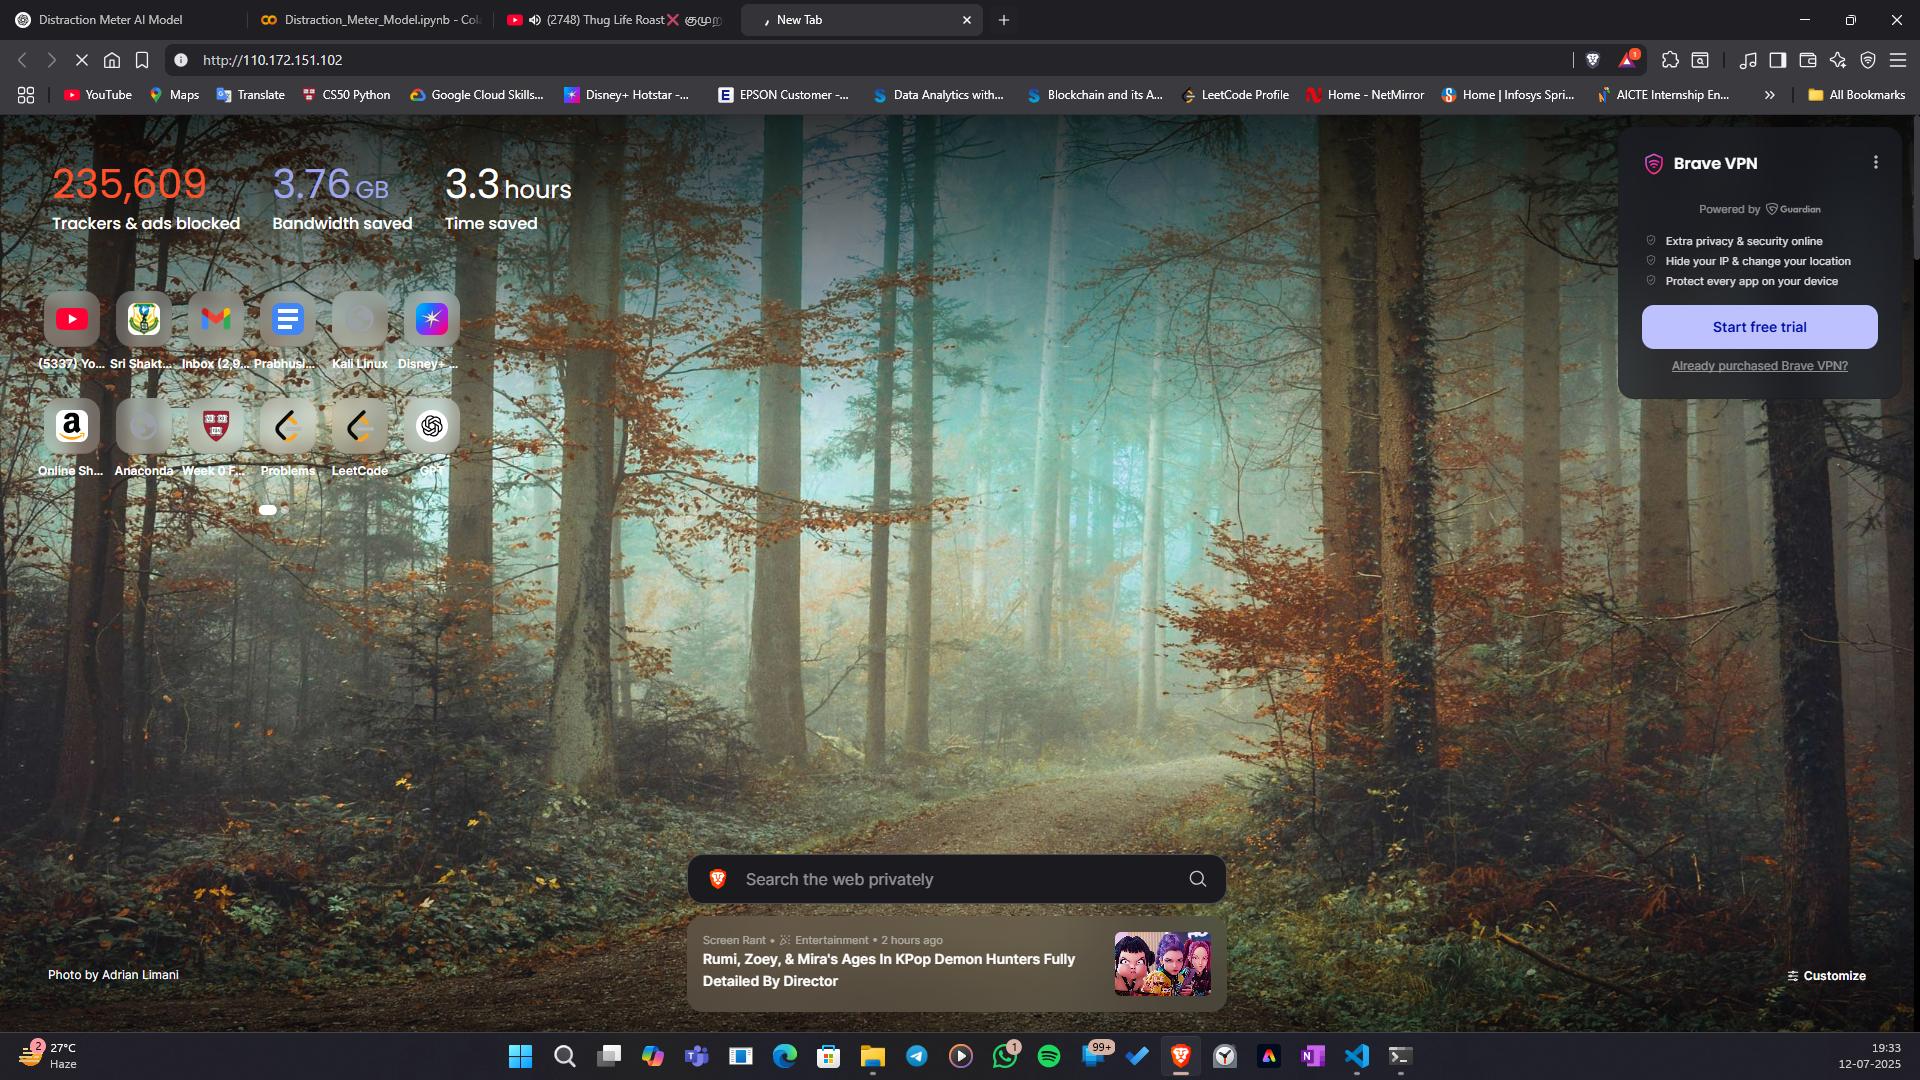 Distraction Meter AI Model
Distraction_Meter_Model.ipynb - Col
(2748) Thug Life Roast❌ குமுற
New Tab
http://110.172.151.102
1
YouTube
Maps
Translate
CS50 Python
Google Cloud Skills...
Disney+ Hotstar -...
EPSON Customer -...
Data Analytics with...
Blockchain and its A...
LeetCode Profile
Home - NetMirror
Home | Infosys Spri...
AICTE Internship En...
All Bookmarks
235,609
Trackers & ads blocked
3.76 GB
Bandwidth saved
3.3 hours
Time saved
Brave VPN
Powered by Guardian
Extra privacy & security online
Hide your IP & change your location
Protect every app on your device
Start free trial
Already purchased Brave VPN?
(5337) Yo...
Sri Shakt...
Inbox (2,9...
Prabhusi...
Kali Linux
Disney+ ...
Online Sh...
Anaconda
Week 0 F...
Problems
LeetCode
GPT
Search the web privately
Screen Rant • Entertainment • 2 hours ago
Rumi, Zoey, & Mira's Ages In KPop Demon Hunters Fully
Detailed By Director
Photo by Adrian Limani
Customize
2
27°C
Haze
1
99+
19:33
12-07-2025